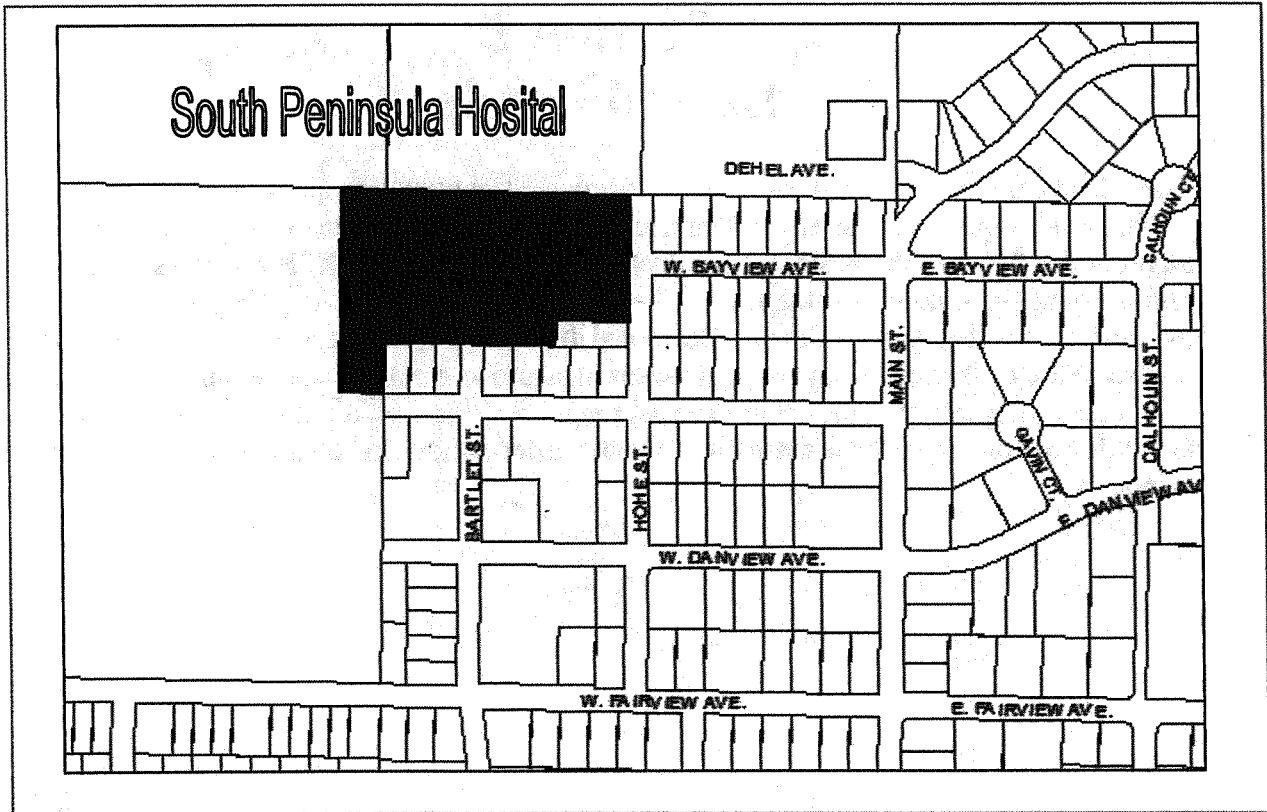 South Peninsula Hosital
DEHEL AVE.
CALHOUN CT.
W. BAYVIEW AVE.
E. BAYVIEW AVE.
MAIN ST.
CALHOUN ST.
BARTLET ST.
HOHE ST.
GAVIN CT.
E. DANVIEW AV
W. DANVIEW AVE.
W. FAIRVIEW AVE.
E. FAIRVIEW AVE.